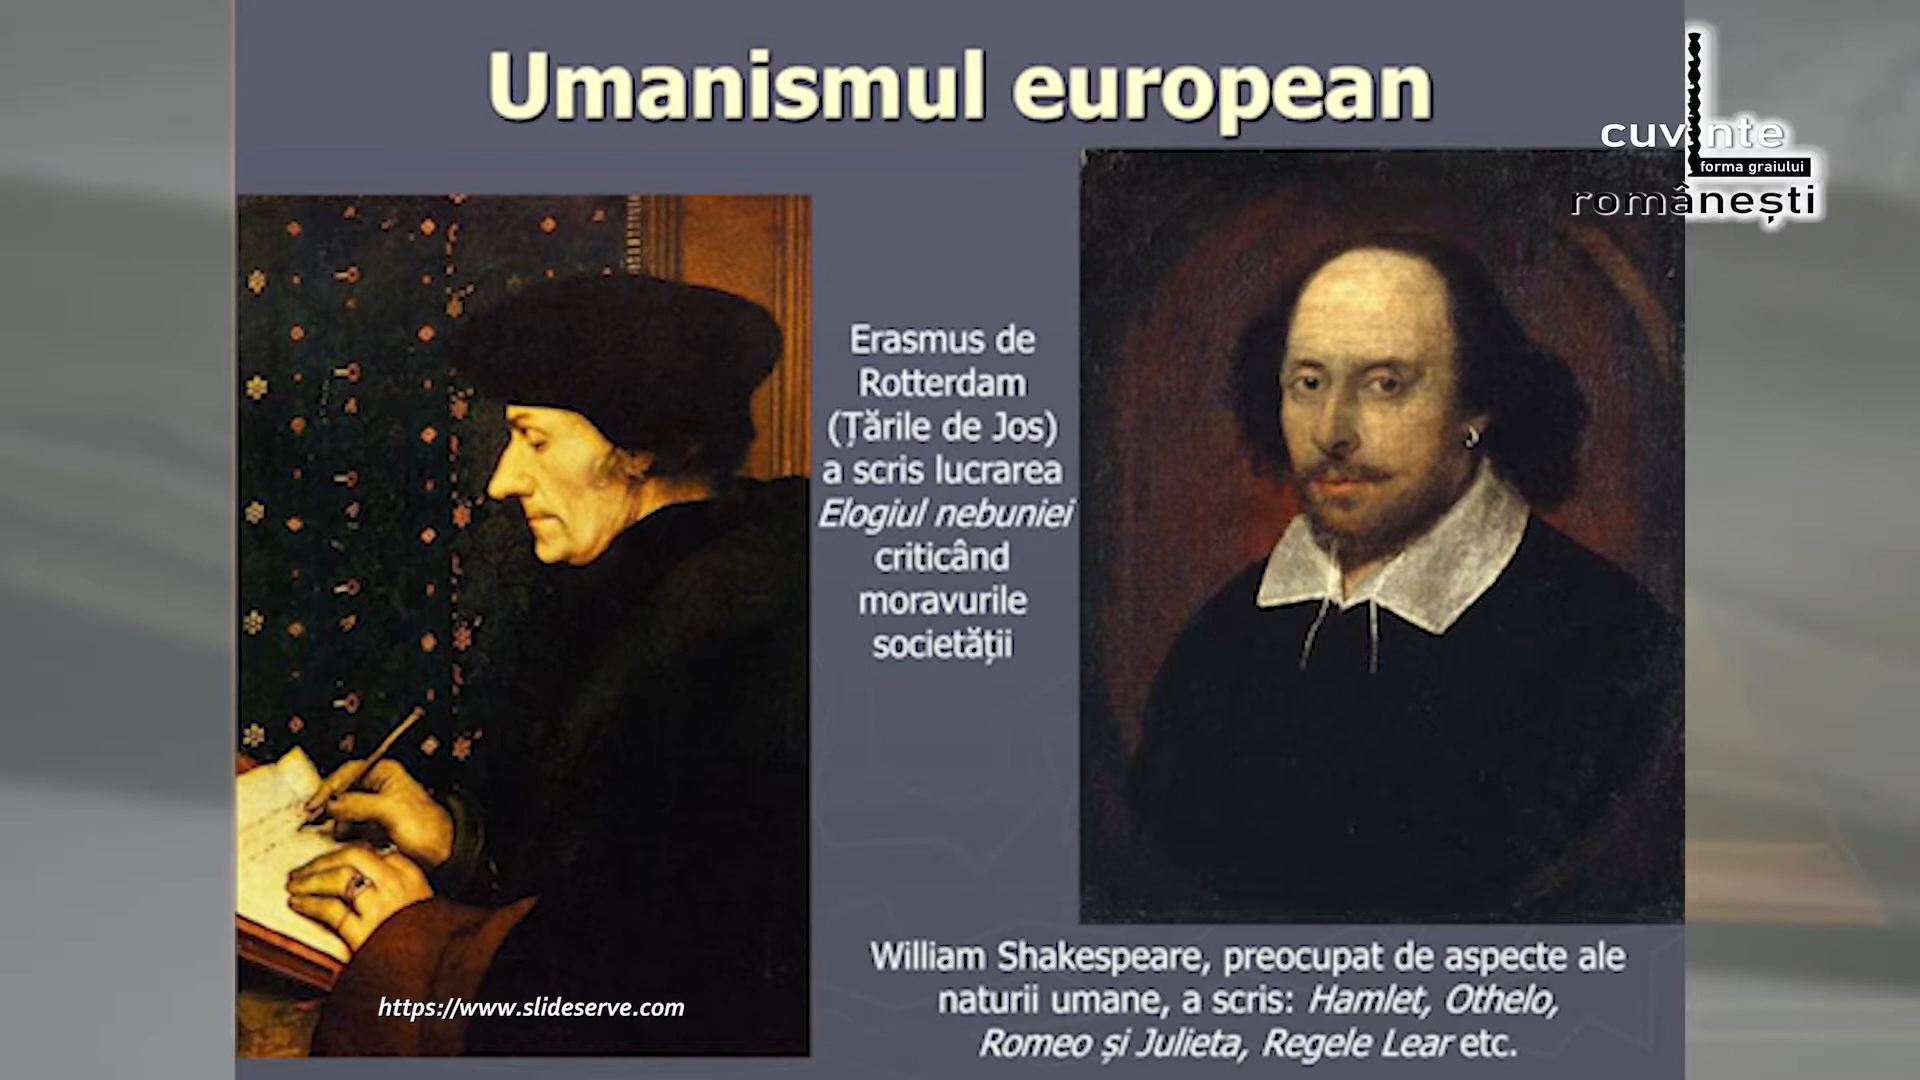 Umanismul european
cuvinte
forma graiului
românești
Erasmus de
Rotterdam
(Țările de Jos)
a scris lucrarea
Elogiul nebuniei
criticând
moravurile
societății
William Shakespeare, preocupat de aspecte ale
naturii umane, a scris: Hamlet, Othelo,
Romeo și Julieta, Regele Lear etc.
https://www.slideserve.com